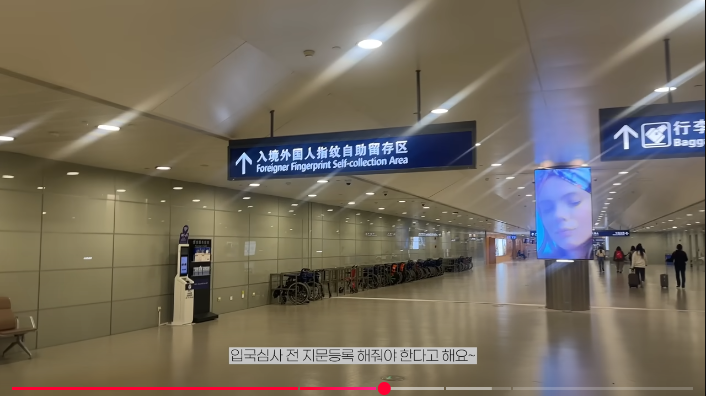 入境外国人指纹自助留存区
Foreigner Fingerprint Self-collection Area
行李
Bagga
입국심사 전 지문등록 해줘야 한다고 해요~